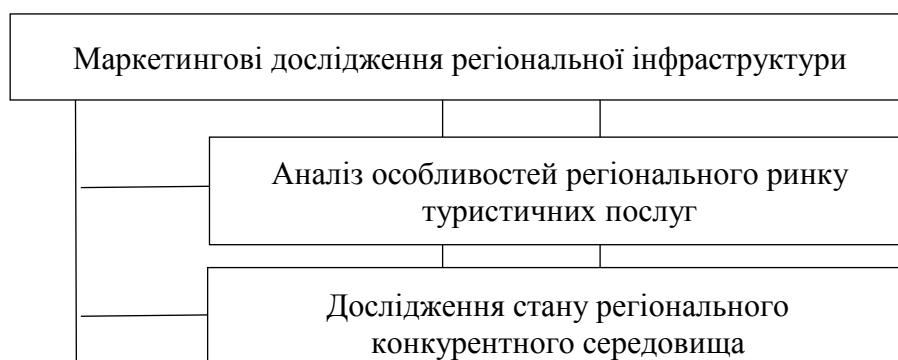 Маркетингові дослідження регіональної інфраструктури
Аналіз особливостей регіонального ринку
туристичних послуг
Дослідження стану регіонального
конкурентного середовища